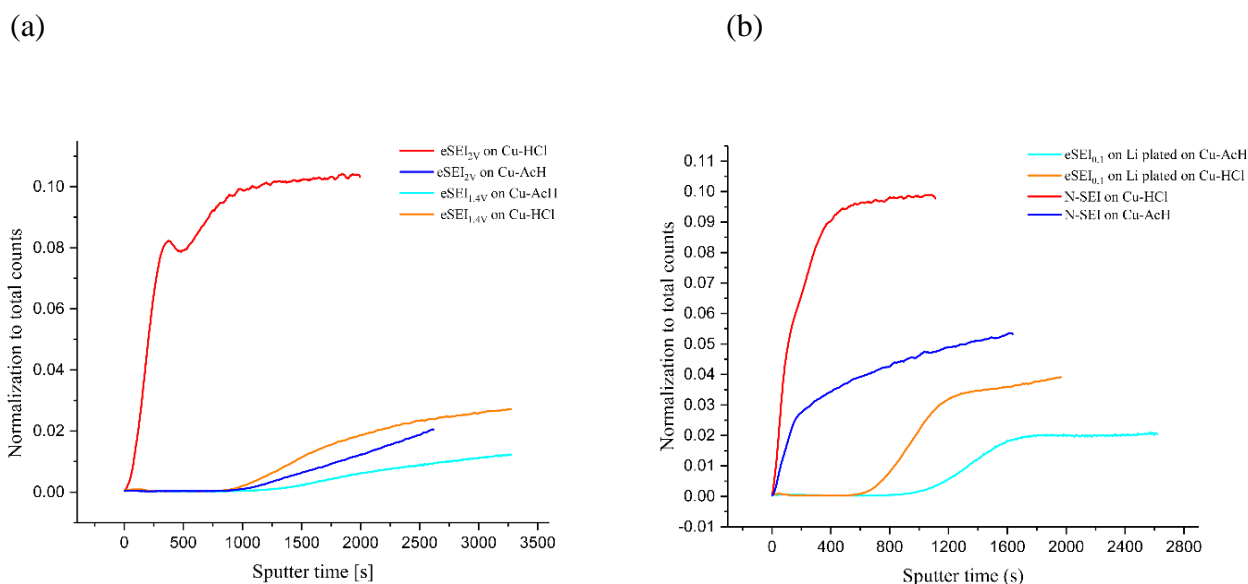 (a)
(b)
eSEI2V on Cu-HCl
eSEI2V on Cu-AcH
eSEI1.4V on Cu-AcH
eSEI1.4V on Cu-HCl
0.10
0.08
0.06
0.04
0.02
0.00
Normalization to total counts
0 500 1000 1500 2000 2500 3000 3500
Sputter time [s]
eSEI0.1 on Li plated on Cu-AcH
eSEI0.1 on Li plated on Cu-HCl
N-SEI on Cu-HCl
N-SEI on Cu-AcH
0.11
0.10
0.09
0.08
0.07
0.06
0.05
0.04
0.03
0.02
0.01
0.00
-0.01
Normalization to total counts
0 400 800 1200 1600 2000 2400 2800
Sputter time (s)